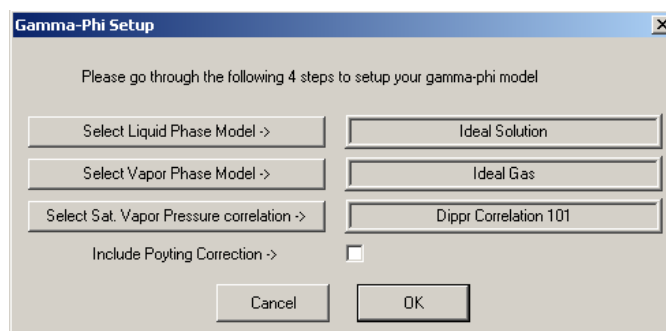 Gamma-Phi Setup
Please go through the following 4 steps to setup your gamma-phi model
Select Liquid Phase Model ->
Ideal Solution
Select Vapor Phase Model ->
Ideal Gas
Select Sat. Vapor Pressure correlation ->
Dippr Correlation 101
Include Poyting Correction ->
Cancel
OK